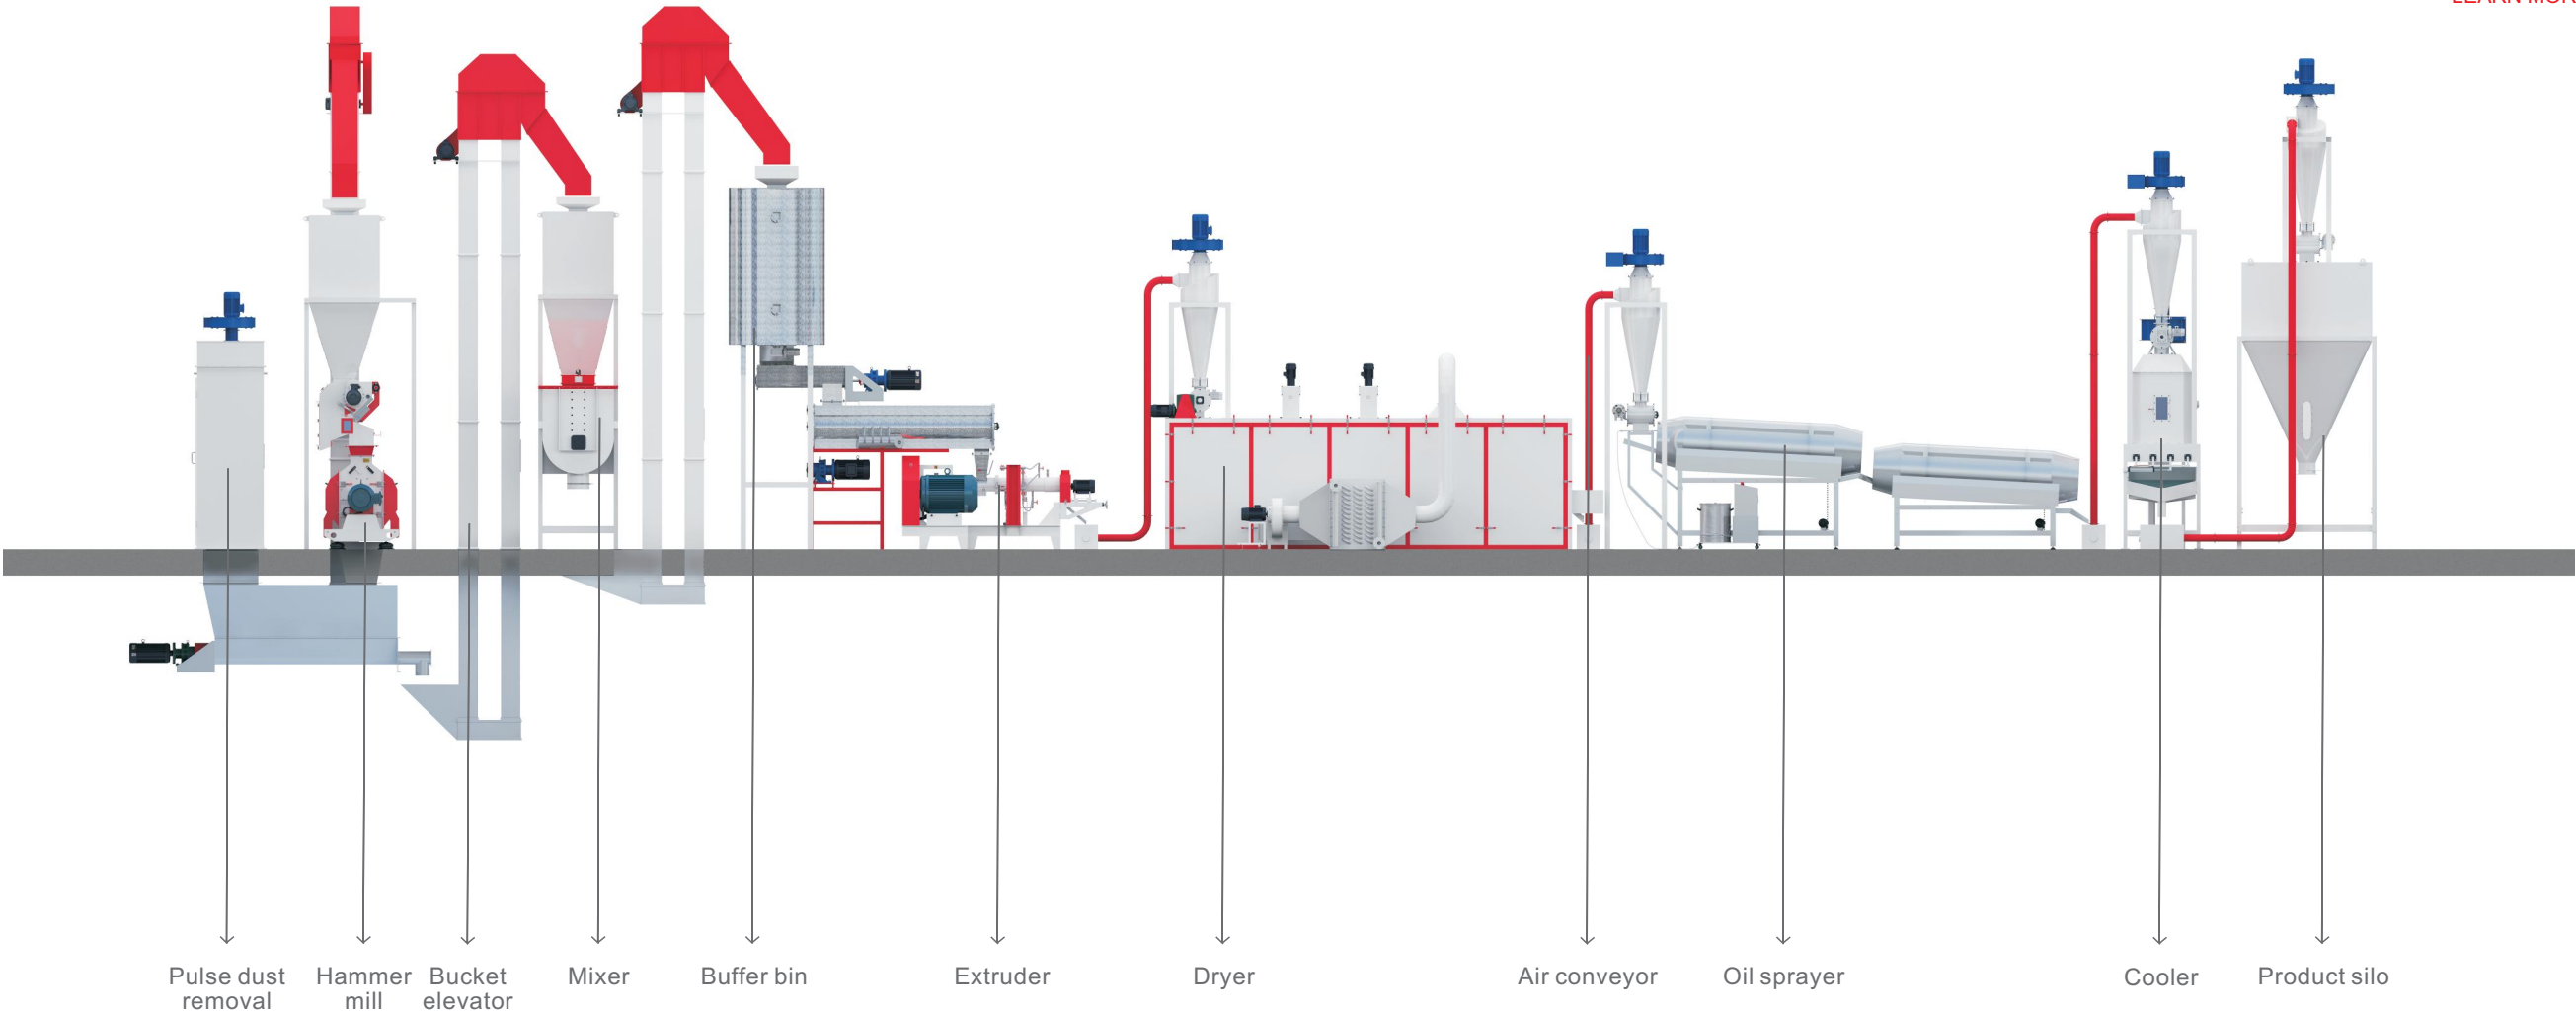 Pulse dust
removal
Hammer
mill
Bucket
elevator
Mixer
Buffer bin
Extruder
Dryer
Air conveyor
Oil sprayer
Cooler
Product silo